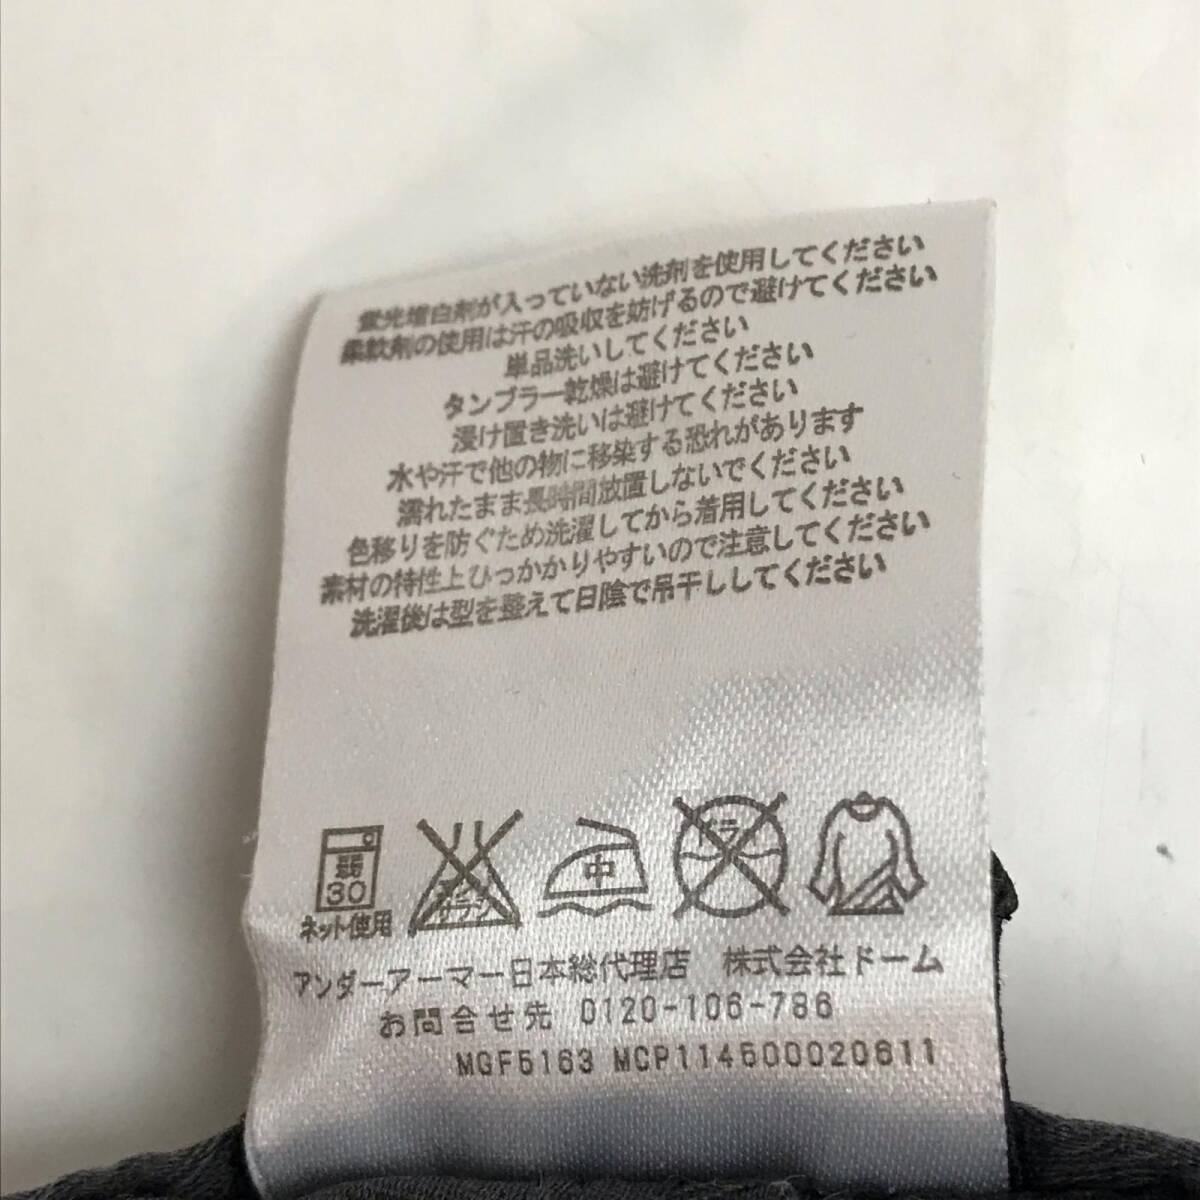 蛍光増白剤が入っていない洗剤を使用してください
柔軟剤の使用は汗の吸収を妨げるので避けてください
単品洗いしてください
タンブラー乾燥は避けてください
浸け置き洗いは避けてください
水や汗で他の物に移染する恐れがあります
濡れたまま長時間放置しないでください
色移りを防ぐため洗濯してから着用してください
素材の特性上ひっかかりやすいので注意してください
洗濯後は型を整えて日陰で吊干ししてください
弱
30
ネット使用
エンソ
サラシ
中
ドライ
アンダーアーマー日本総代理店 株式会社ドーム
お問合せ先 0120-106-786
MGF5163 MCP114500020611